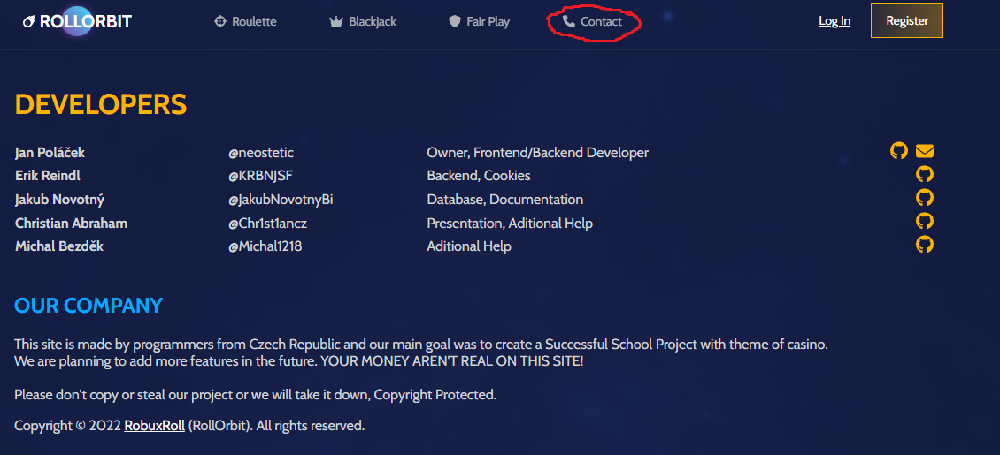 ROLLORBIT Roulette Blackjack Fair Play Contact Log In Register
DEVELOPERS
Jan Poláček @neostetic Owner, Frontend/Backend Developer
Erik Reindl @KRBNJSF Backend, Cookies
Jakub Novotný @JakubNovotnyBi Database, Documentation
Christian Abraham @Chr1st1ancz Presentation, Aditional Help
Michal Bezděk @Michal1218 Aditional Help
OUR COMPANY
This site is made by programmers from Czech Republic and our main goal was to create a Successful School Project with theme of casino.
We are planning to add more features in the future. YOUR MONEY AREN'T REAL ON THIS SITE!
Please don't copy or steal our project or we will take it down, Copyright Protected.
Copyright © 2022 RobuxRoll (RollOrbit). All rights reserved.